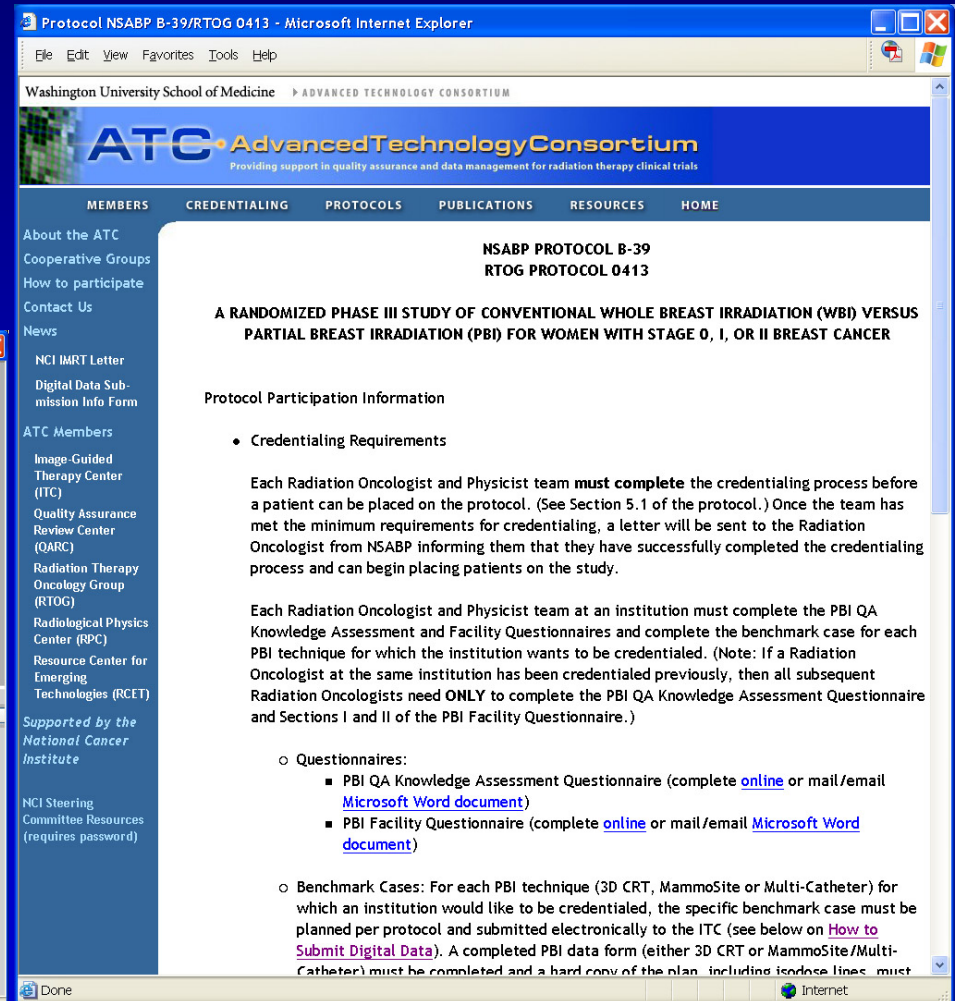 Protocol NSABP B-39/RTOG 0413 - Microsoft Internet Explorer
File Edit View Favorites Tools Help
Washington University School of Medicine ADVANCED TECHNOLOGY CONSORTIUM
ATC AdvancedTechnologyConsortium
Providing support in quality assurance and data management for radiation therapy clinical trials
MEMBERS CREDENTIALING PROTOCOLS PUBLICATIONS RESOURCES HOME
About the ATC
Cooperative Groups
How to participate
Contact Us
News
NCI IMRT Letter
Digital Data Sub-
mission Info Form
ATC Members
Image-Guided
Therapy Center
(ITC)
Quality Assurance
Review Center
(QARC)
Radiation Therapy
Oncology Group
(RTOG)
Radiological Physics
Center (RPC)
Resource Center for
Emerging
Technologies (RCET)
Supported by the
National Cancer
Institute
NCI Steering
Committee Resources
(requires password)
NSABP PROTOCOL B-39
RTOG PROTOCOL 0413
A RANDOMIZED PHASE III STUDY OF CONVENTIONAL WHOLE BREAST IRRADIATION (WBI) VERSUS
PARTIAL BREAST IRRADIATION (PBI) FOR WOMEN WITH STAGE 0, I, OR II BREAST CANCER
Protocol Participation Information
• Credentialing Requirements
Each Radiation Oncologist and Physicist team must complete the credentialing process before
a patient can be placed on the protocol. (See Section 5.1 of the protocol.) Once the team has
met the minimum requirements for credentialing, a letter will be sent to the Radiation
Oncologist from NSABP informing them that they have successfully completed the credentialing
process and can begin placing patients on the study.
Each Radiation Oncologist and Physicist team at an institution must complete the PBI QA
Knowledge Assessment and Facility Questionnaires and complete the benchmark case for each
PBI technique for which the institution wants to be credentialed. (Note: If a Radiation
Oncologist at the same institution has been credentialed previously, then all subsequent
Radiation Oncologists need ONLY to complete the PBI QA Knowledge Assessment Questionnaire
and Sections I and II of the PBI Facility Questionnaire.)
○ Questionnaires:
■ PBI QA Knowledge Assessment Questionnaire (complete online or mail/email
Microsoft Word document)
■ PBI Facility Questionnaire (complete online or mail/email Microsoft Word
document)
○ Benchmark Cases: For each PBI technique (3D CRT, MammoSite or Multi-Catheter) for
which an institution would like to be credentialed, the specific benchmark case must be
planned per protocol and submitted electronically to the ITC (see below on How to
Submit Digital Data). A completed PBI data form (either 3D CRT or MammoSite/Multi-
Catheter) must be completed and a hard copy of the plan, including isodose lines, must
Done Internet